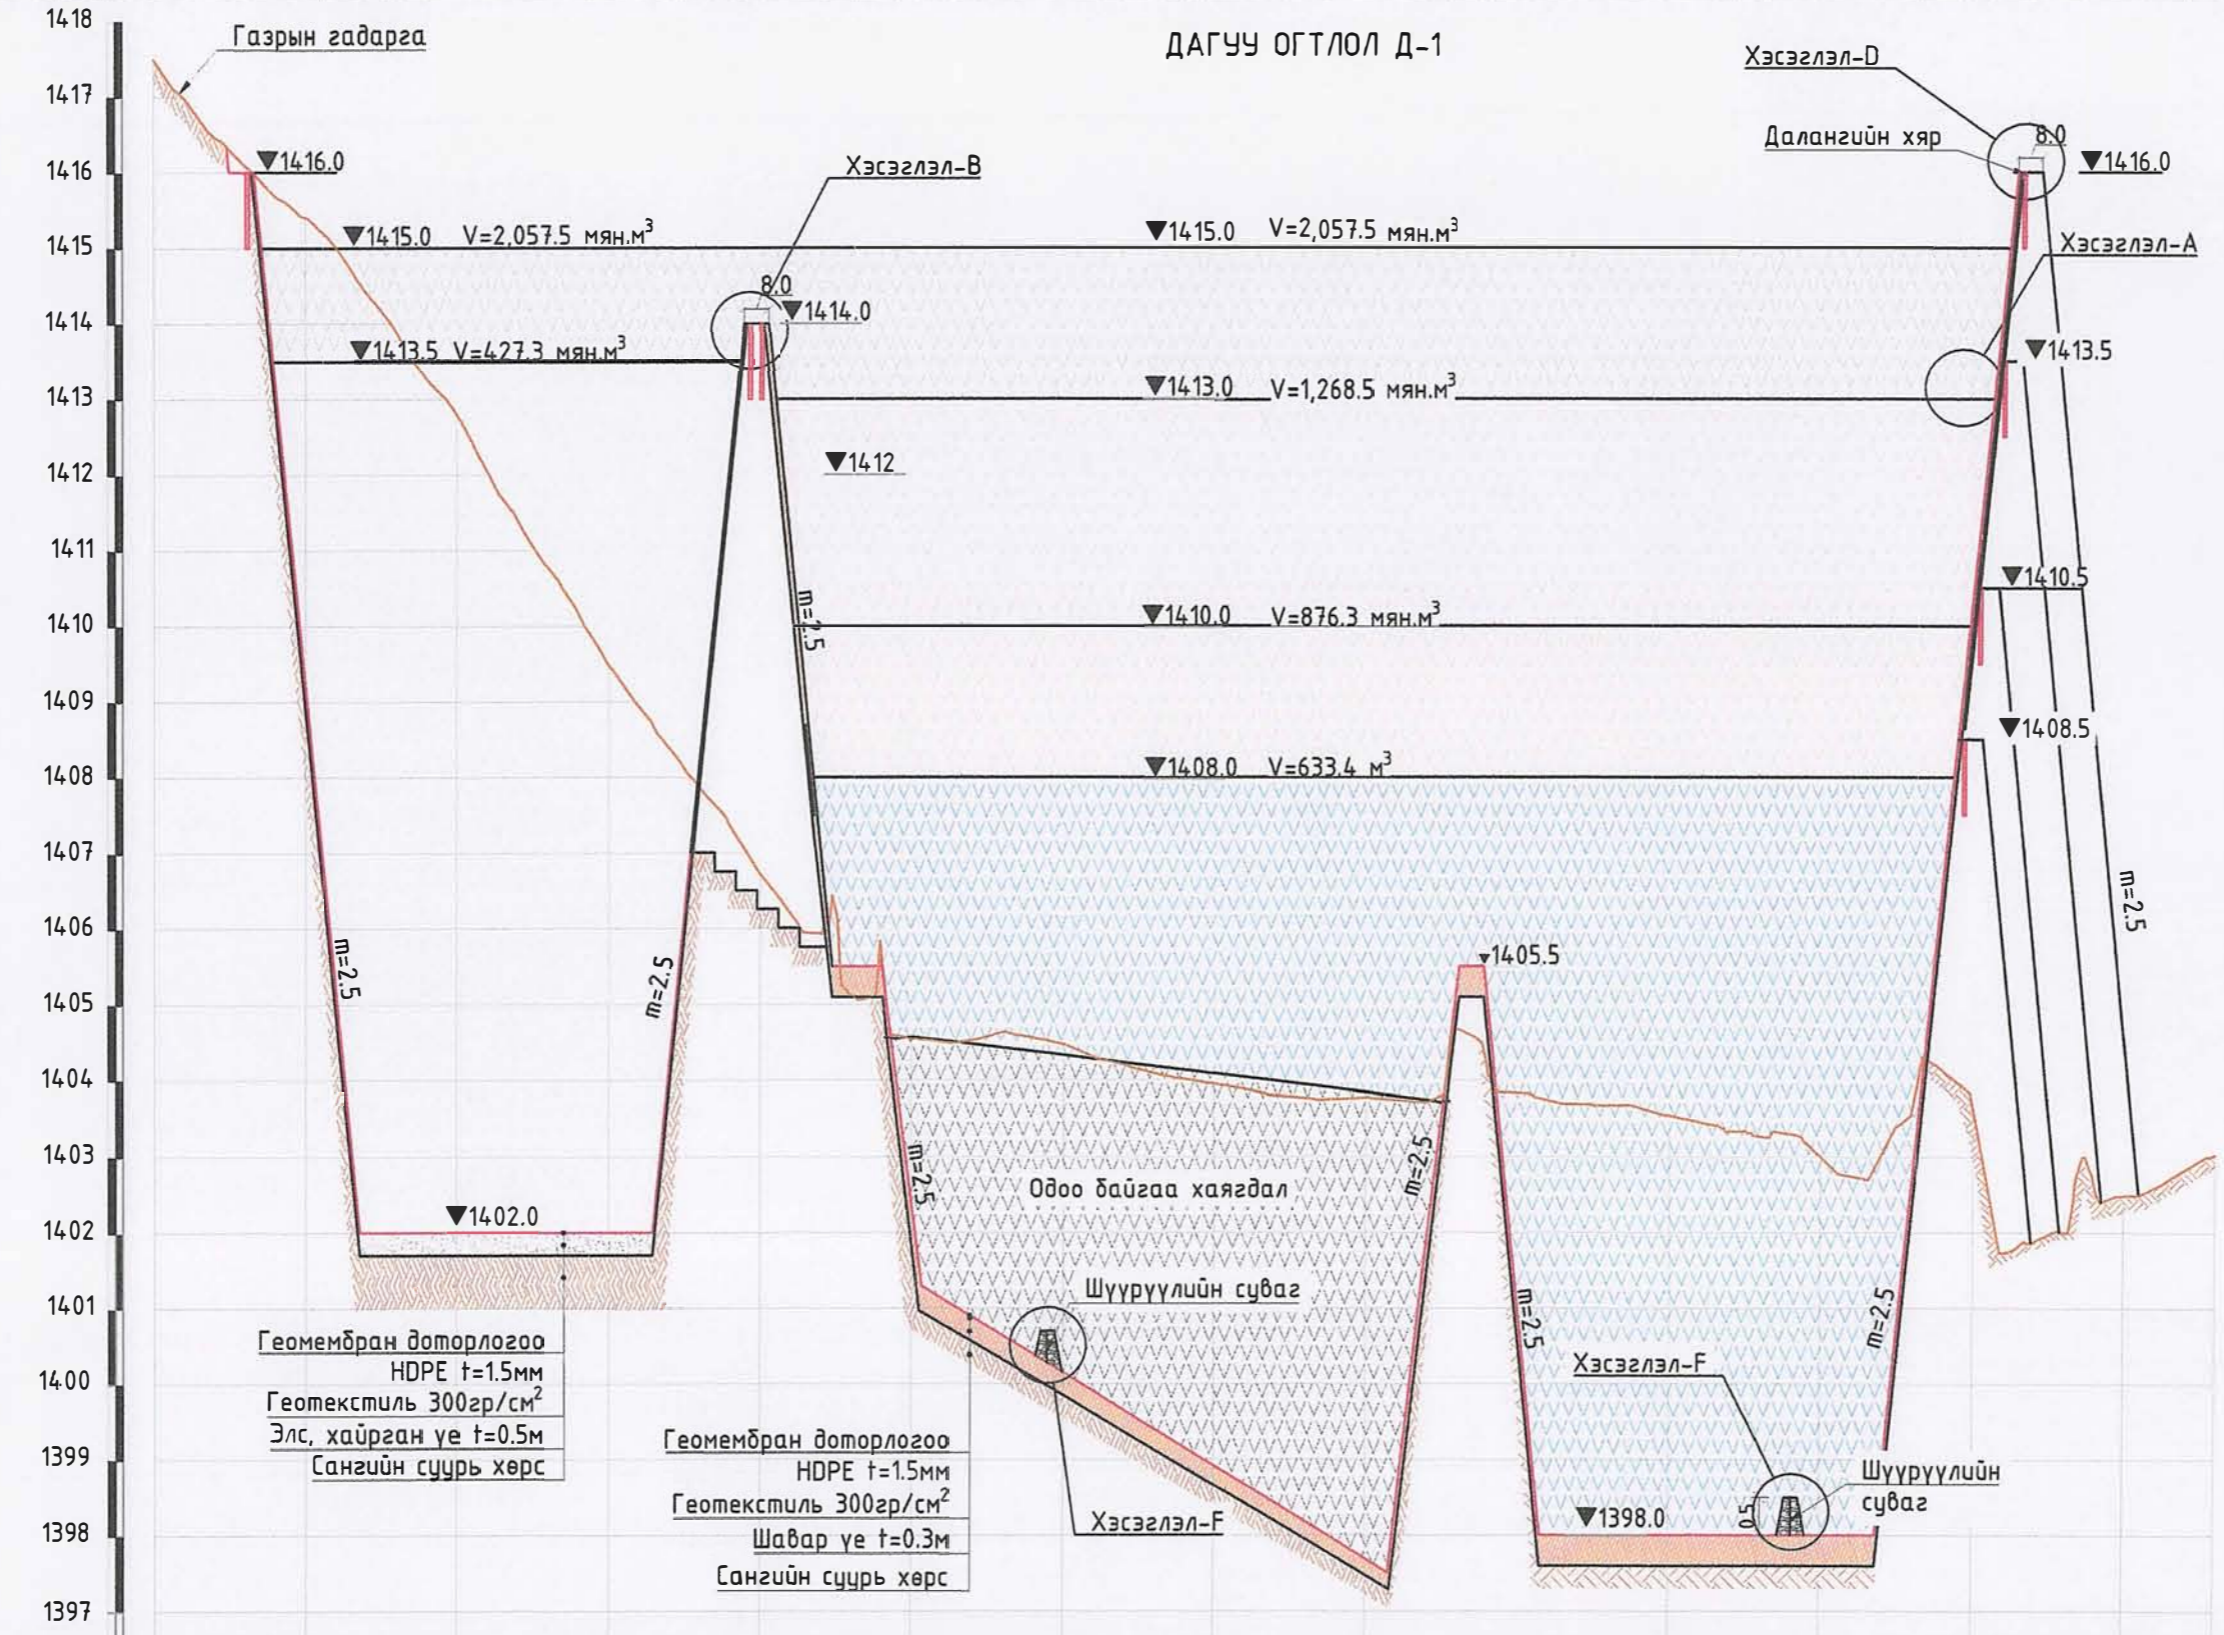 ДАГУУ ОГТЛОЛ Д-1
1418
1417
1416
1415
1414
1413
1412
1411
1410
1409
1408
1407
1406
1405
1404
1403
1402
1401
1400
1399
1398
1397
Газрын гадарга
▼1416.0
▼1415.0 V=2,057.5 мян.м³
▼1413.5 V=427.3 мян.м³
Хэсэглэл-B
8.0
▼1414.0
▼1412
▼1415.0 V=2,057.5 мян.м³
▼1413.0 V=1,268.5 мян.м³
▼1410.0 V=876.3 мян.м³
▼1408.0 V=633.4 м³
Хэсэглэл-D
Далангийн хяр
8.0
▼1416.0
Хэсэглэл-A
▼1413.5
▼1410.5
▼1408.5
m=2.5
m=2.5
m=2.5
m=2.5
▼1405.5
m=2.5
m=2.5
m=2.5
m=2.5
Одоо байгаа хаягдал
▼1402.0
Шүүрүүлийн суваг
Геомембран доторлогоо
HDPE t=1.5мм
Геотекстиль 300гр/см²
Элс, хайрган үе t=0.5м
Сангийн суурь хөрс
Геомембран доторлогоо
HDPE t=1.5мм
Геотекстиль 300гр/см²
Шавар үе t=0.3м
Сангийн суурь хөрс
Хэсэглэл-F
Хэсэглэл-F
Шүүрүүлийн
суваг
0.5
▼1398.0